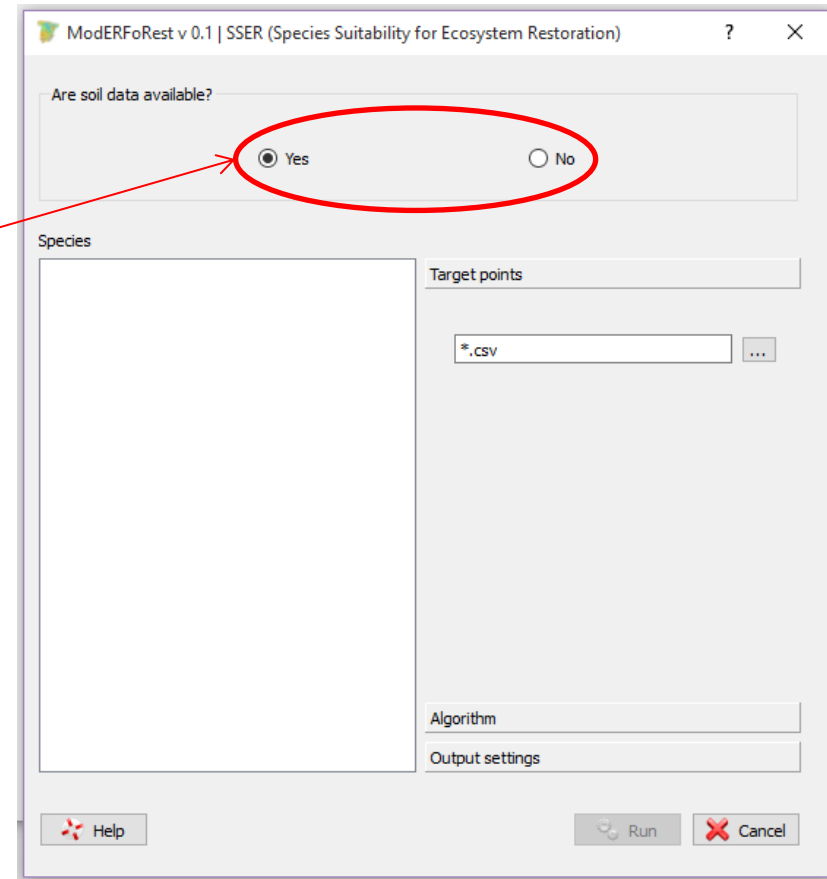 ModERFoRest v 0.1 | SSER (Species Suitability for Ecosystem Restoration) ?
Are soil data available?
Yes No
Species
Target points
*.csv ...
Algorithm
Output settings
Help Run Cancel